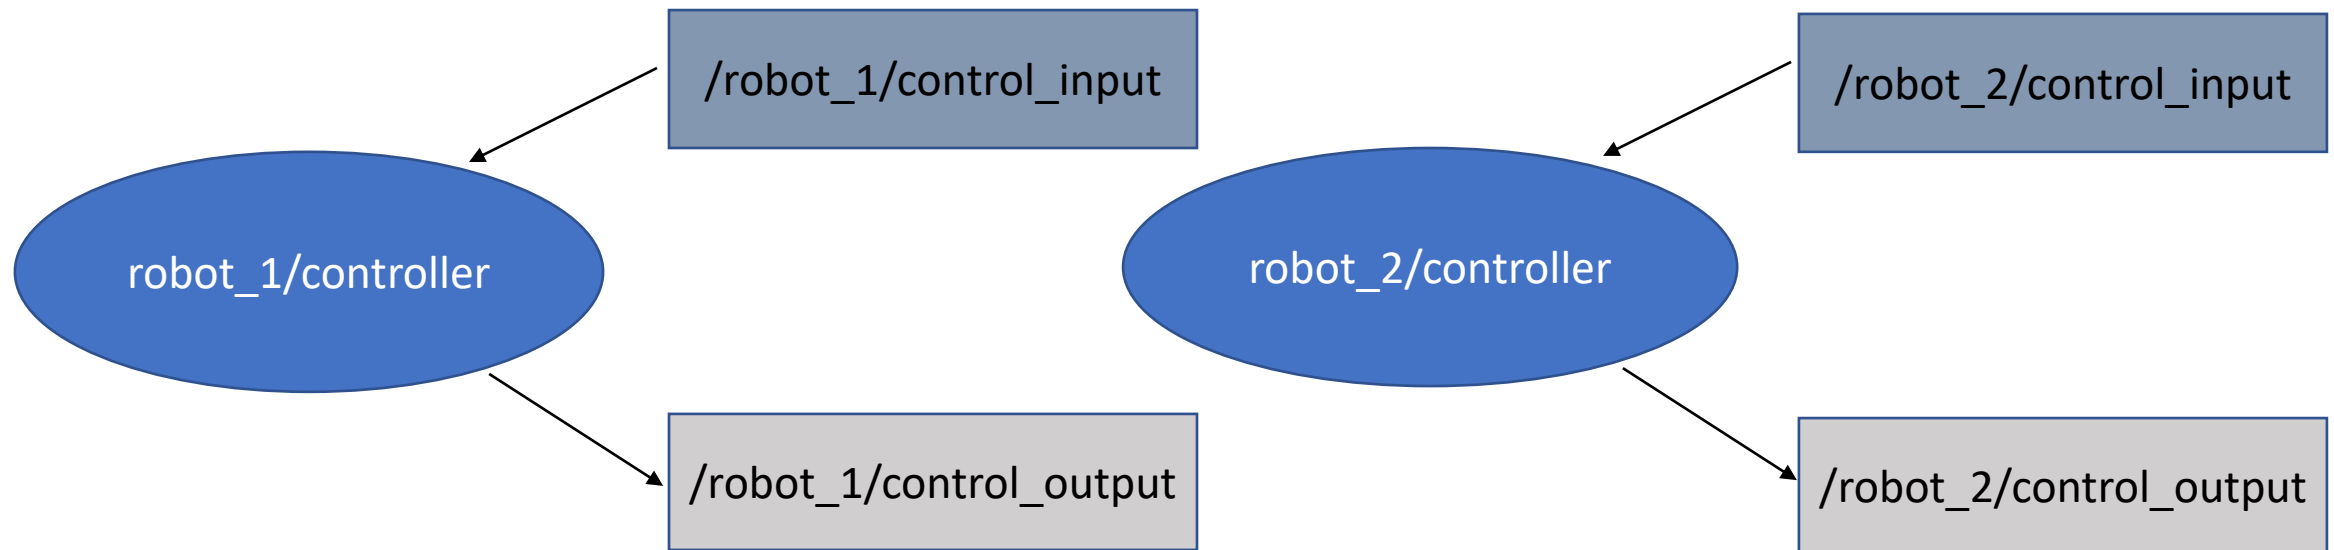 /robot_1/control_input
/robot_2/control_input
robot_1/controller
robot_2/controller
/robot_1/control_output
/robot_2/control_output